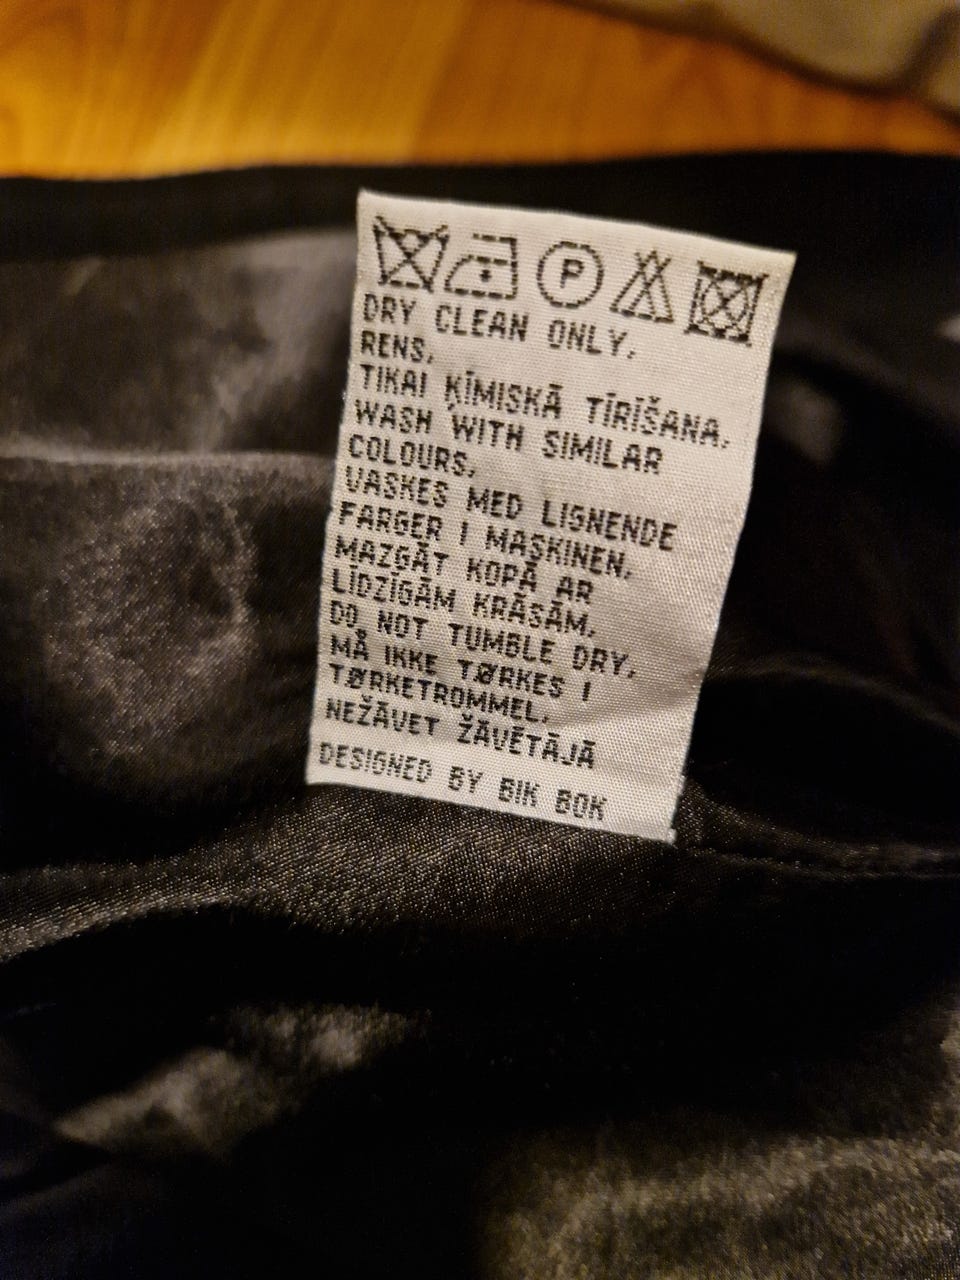 P
DRY CLEAN ONLY.
RENS.
TIKAI ĶĪMISKĀ TĪRĪŠANA.
WASH WITH SIMILAR
COLOURS.
VASKES MED LIGNENDE
FARGER I MASKINEN.
MAZGĀT KOPĀ AR
LĪDZĪGĀM KRĀSĀM.
DO NOT TUMBLE DRY.
MÅ IKKE TØRKES I
TØRKETROMMEL.
NEŽĀVET ŽĀVĒTĀJĀ
DESIGNED BY BIK BOK